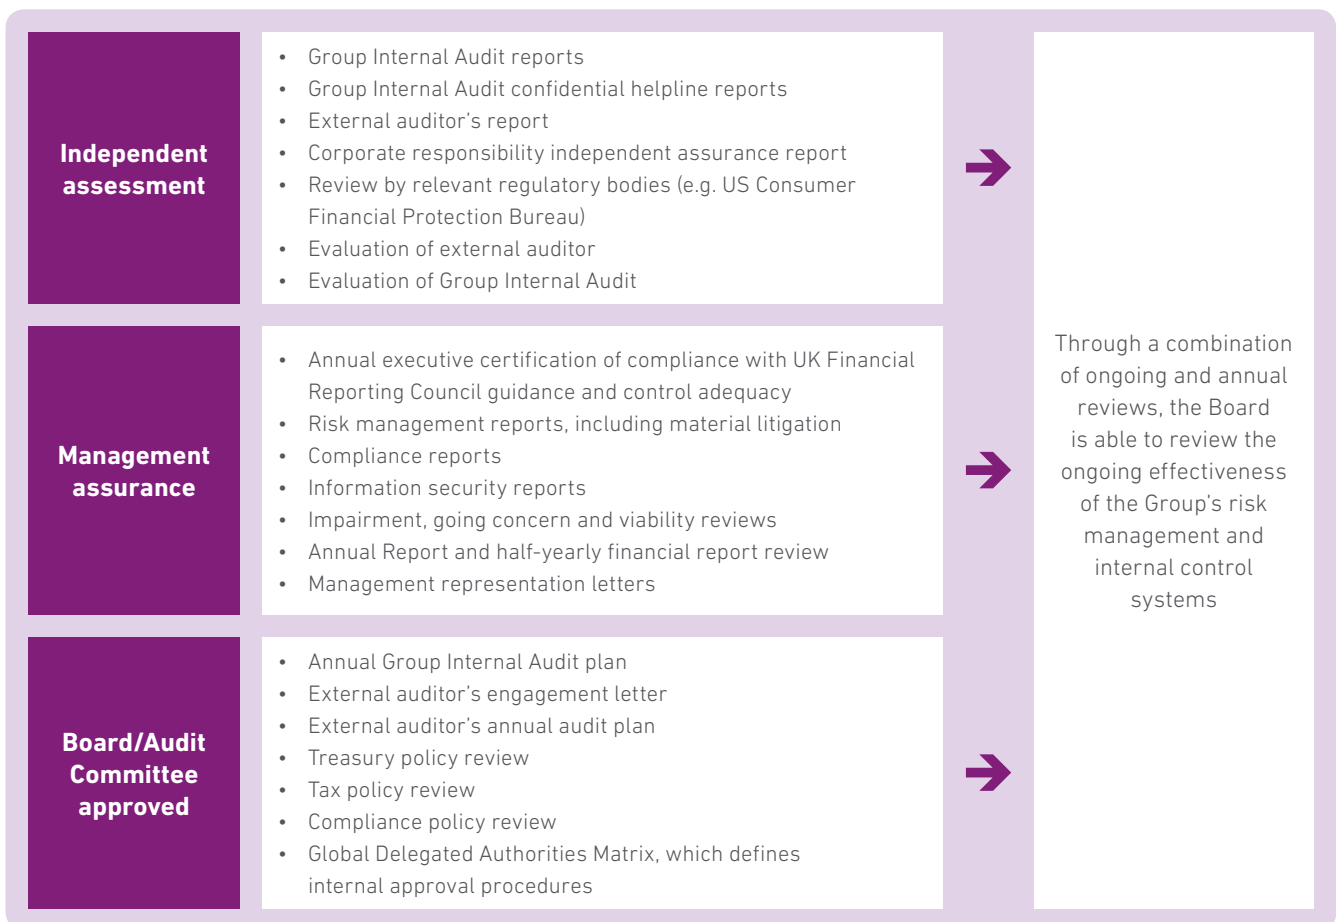 Independent
assessment
• Group Internal Audit reports
• Group Internal Audit confidential helpline reports
• External auditor's report
• Corporate responsibility independent assurance report
• Review by relevant regulatory bodies (e.g. US Consumer
Financial Protection Bureau)
• Evaluation of external auditor
• Evaluation of Group Internal Audit
Management
assurance
• Annual executive certification of compliance with UK Financial
Reporting Council guidance and control adequacy
• Risk management reports, including material litigation
• Compliance reports
• Information security reports
• Impairment, going concern and viability reviews
• Annual Report and half-yearly financial report review
• Management representation letters
Board/Audit
Committee
approved
• Annual Group Internal Audit plan
• External auditor's engagement letter
• External auditor's annual audit plan
• Treasury policy review
• Tax policy review
• Compliance policy review
• Global Delegated Authorities Matrix, which defines
internal approval procedures
Through a combination
of ongoing and annual
reviews, the Board
is able to review the
ongoing effectiveness
of the Group's risk
management and
internal control
systems